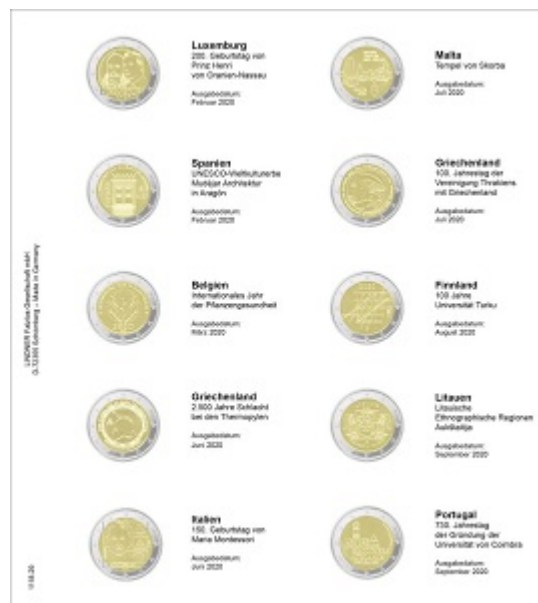 Luxemburg
200. Geburtstag von
Prinz Henri
von Oranien-Nassau
Ausgabedatum:
Februar 2020
Spanien
UNESCO-Weltkulturerbe
Mudéjar Architektur
in Aragón
Ausgabedatum:
Februar 2020
Belgien
Internationales Jahr
der Pflanzengesundheit
Ausgabedatum:
März 2020
Griechenland
2.500 Jahre Schlacht
bei den Thermopylen
Ausgabedatum:
Juni 2020
Italien
150. Geburtstag von
Maria Montessori
Ausgabedatum:
Juni 2020
Malta
Tempel von Skorba
Ausgabedatum:
Juli 2020
Griechenland
100. Jahrestag der
Vereinigung Thrakiens
mit Griechenland
Ausgabedatum:
Juli 2020
Finnland
100 Jahre
Universität Turku
Ausgabedatum:
August 2020
Litauen
Litauische
Ethnographische Regionen
Aukštaitija
Ausgabedatum:
September 2020
Portugal
730. Jahrestag
der Gründung der
Universität von Coimbra
Ausgabedatum:
September 2020
LINDNER Falzlos-Gesellschaft mbH
Schömberg – Made in Germany